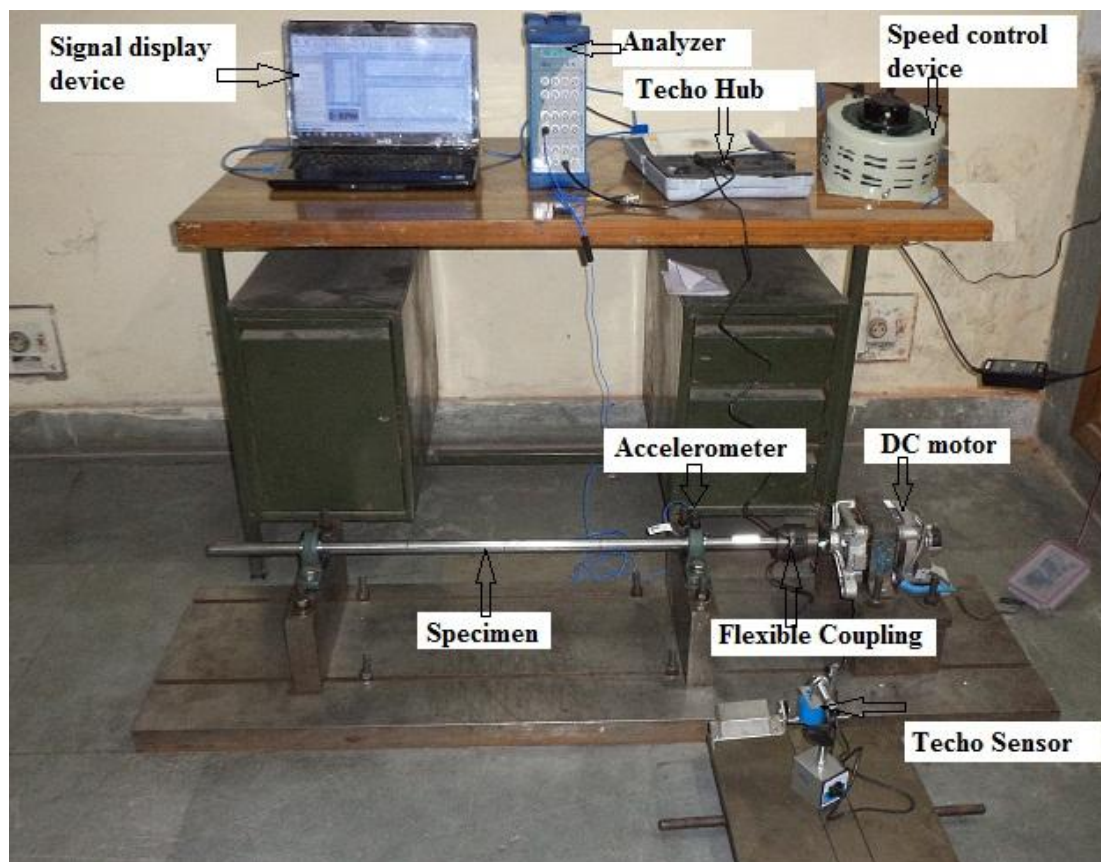 Signal display
device
Analyzer
Techo Hub
Speed control
device
Accelerometer
DC motor
Specimen
Flexible Coupling
Techo Sensor